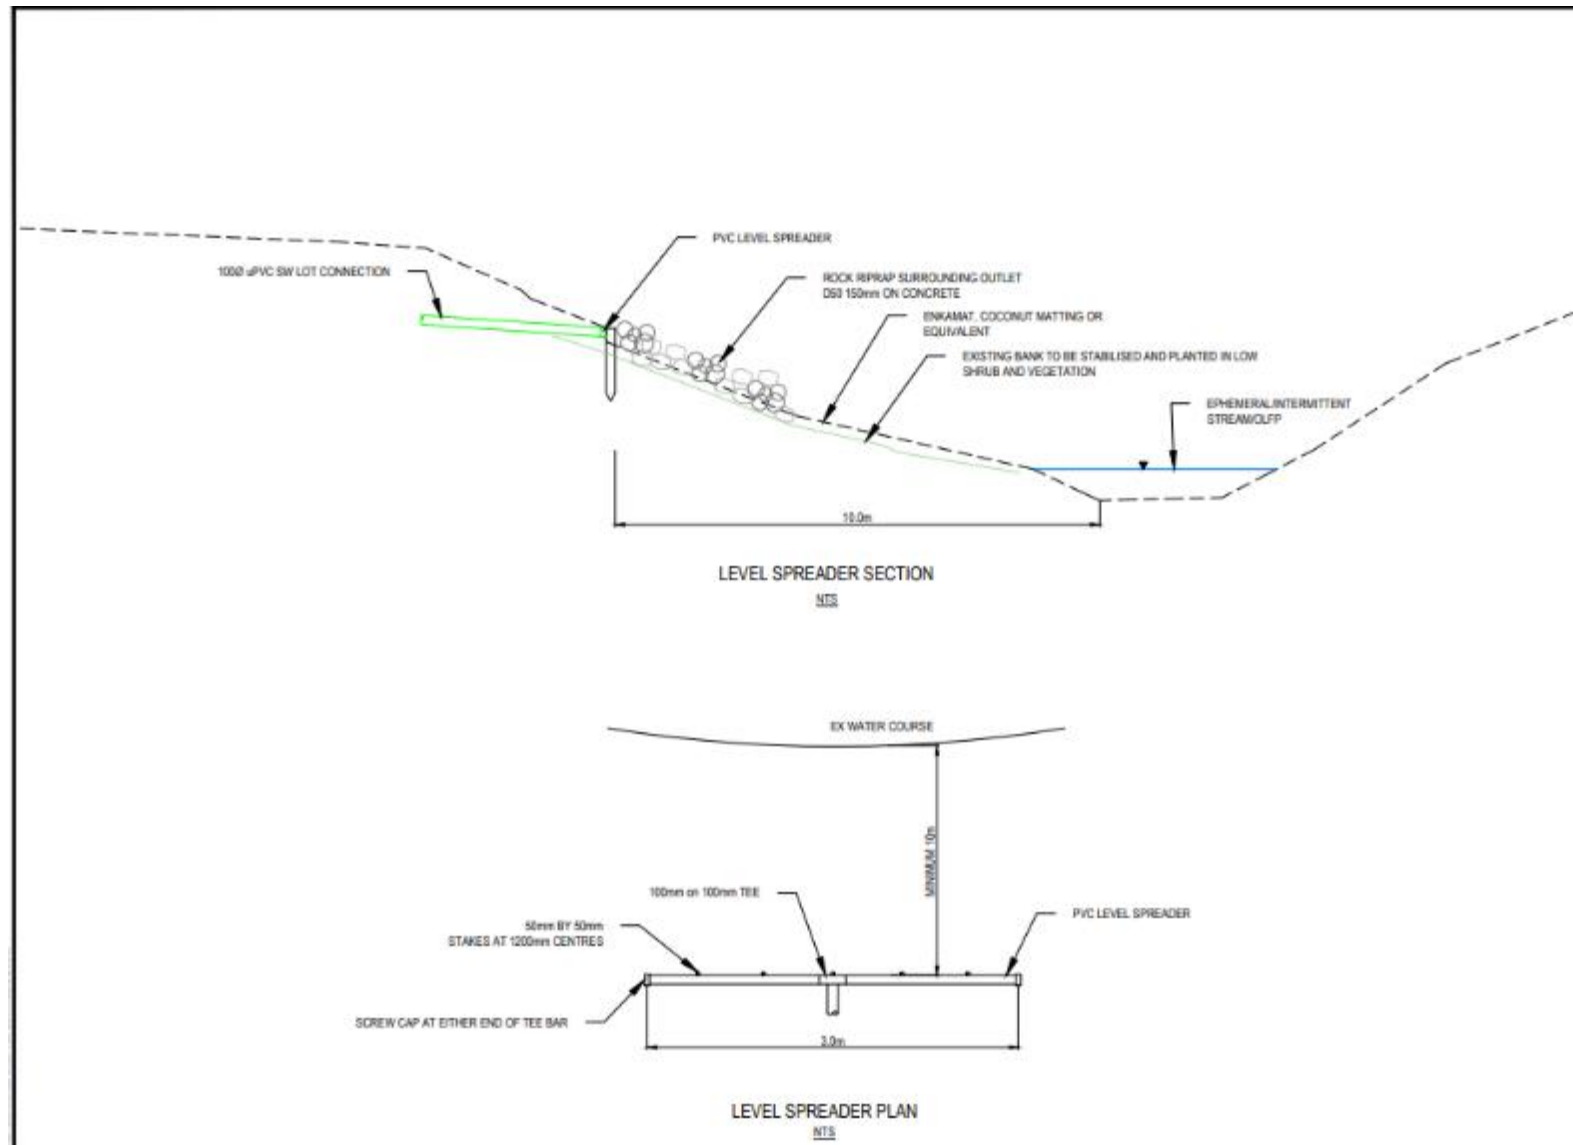 PVC LEVEL SPREADER
100Ø uPVC SW LOT CONNECTION
ROCK RIPRAP SURROUNDING OUTLET
D50 150mm ON CONCRETE
ENKAMAT, COCONUT MATTING OR
EQUIVALENT
EXISTING BANK TO BE STABILISED AND PLANTED IN LOW
SHRUB AND VEGETATION
EPHEMERAL/INTERMITTENT
STREAM/OLFP
10.0m
LEVEL SPREADER SECTION
NTS
EX WATER COURSE
MINIMUM 10m
100mm on 100mm TEE
PVC LEVEL SPREADER
50mm BY 50mm
STAKES AT 1200mm CENTRES
SCREW CAP AT EITHER END OF TEE BAR
3.0m
LEVEL SPREADER PLAN
NTS